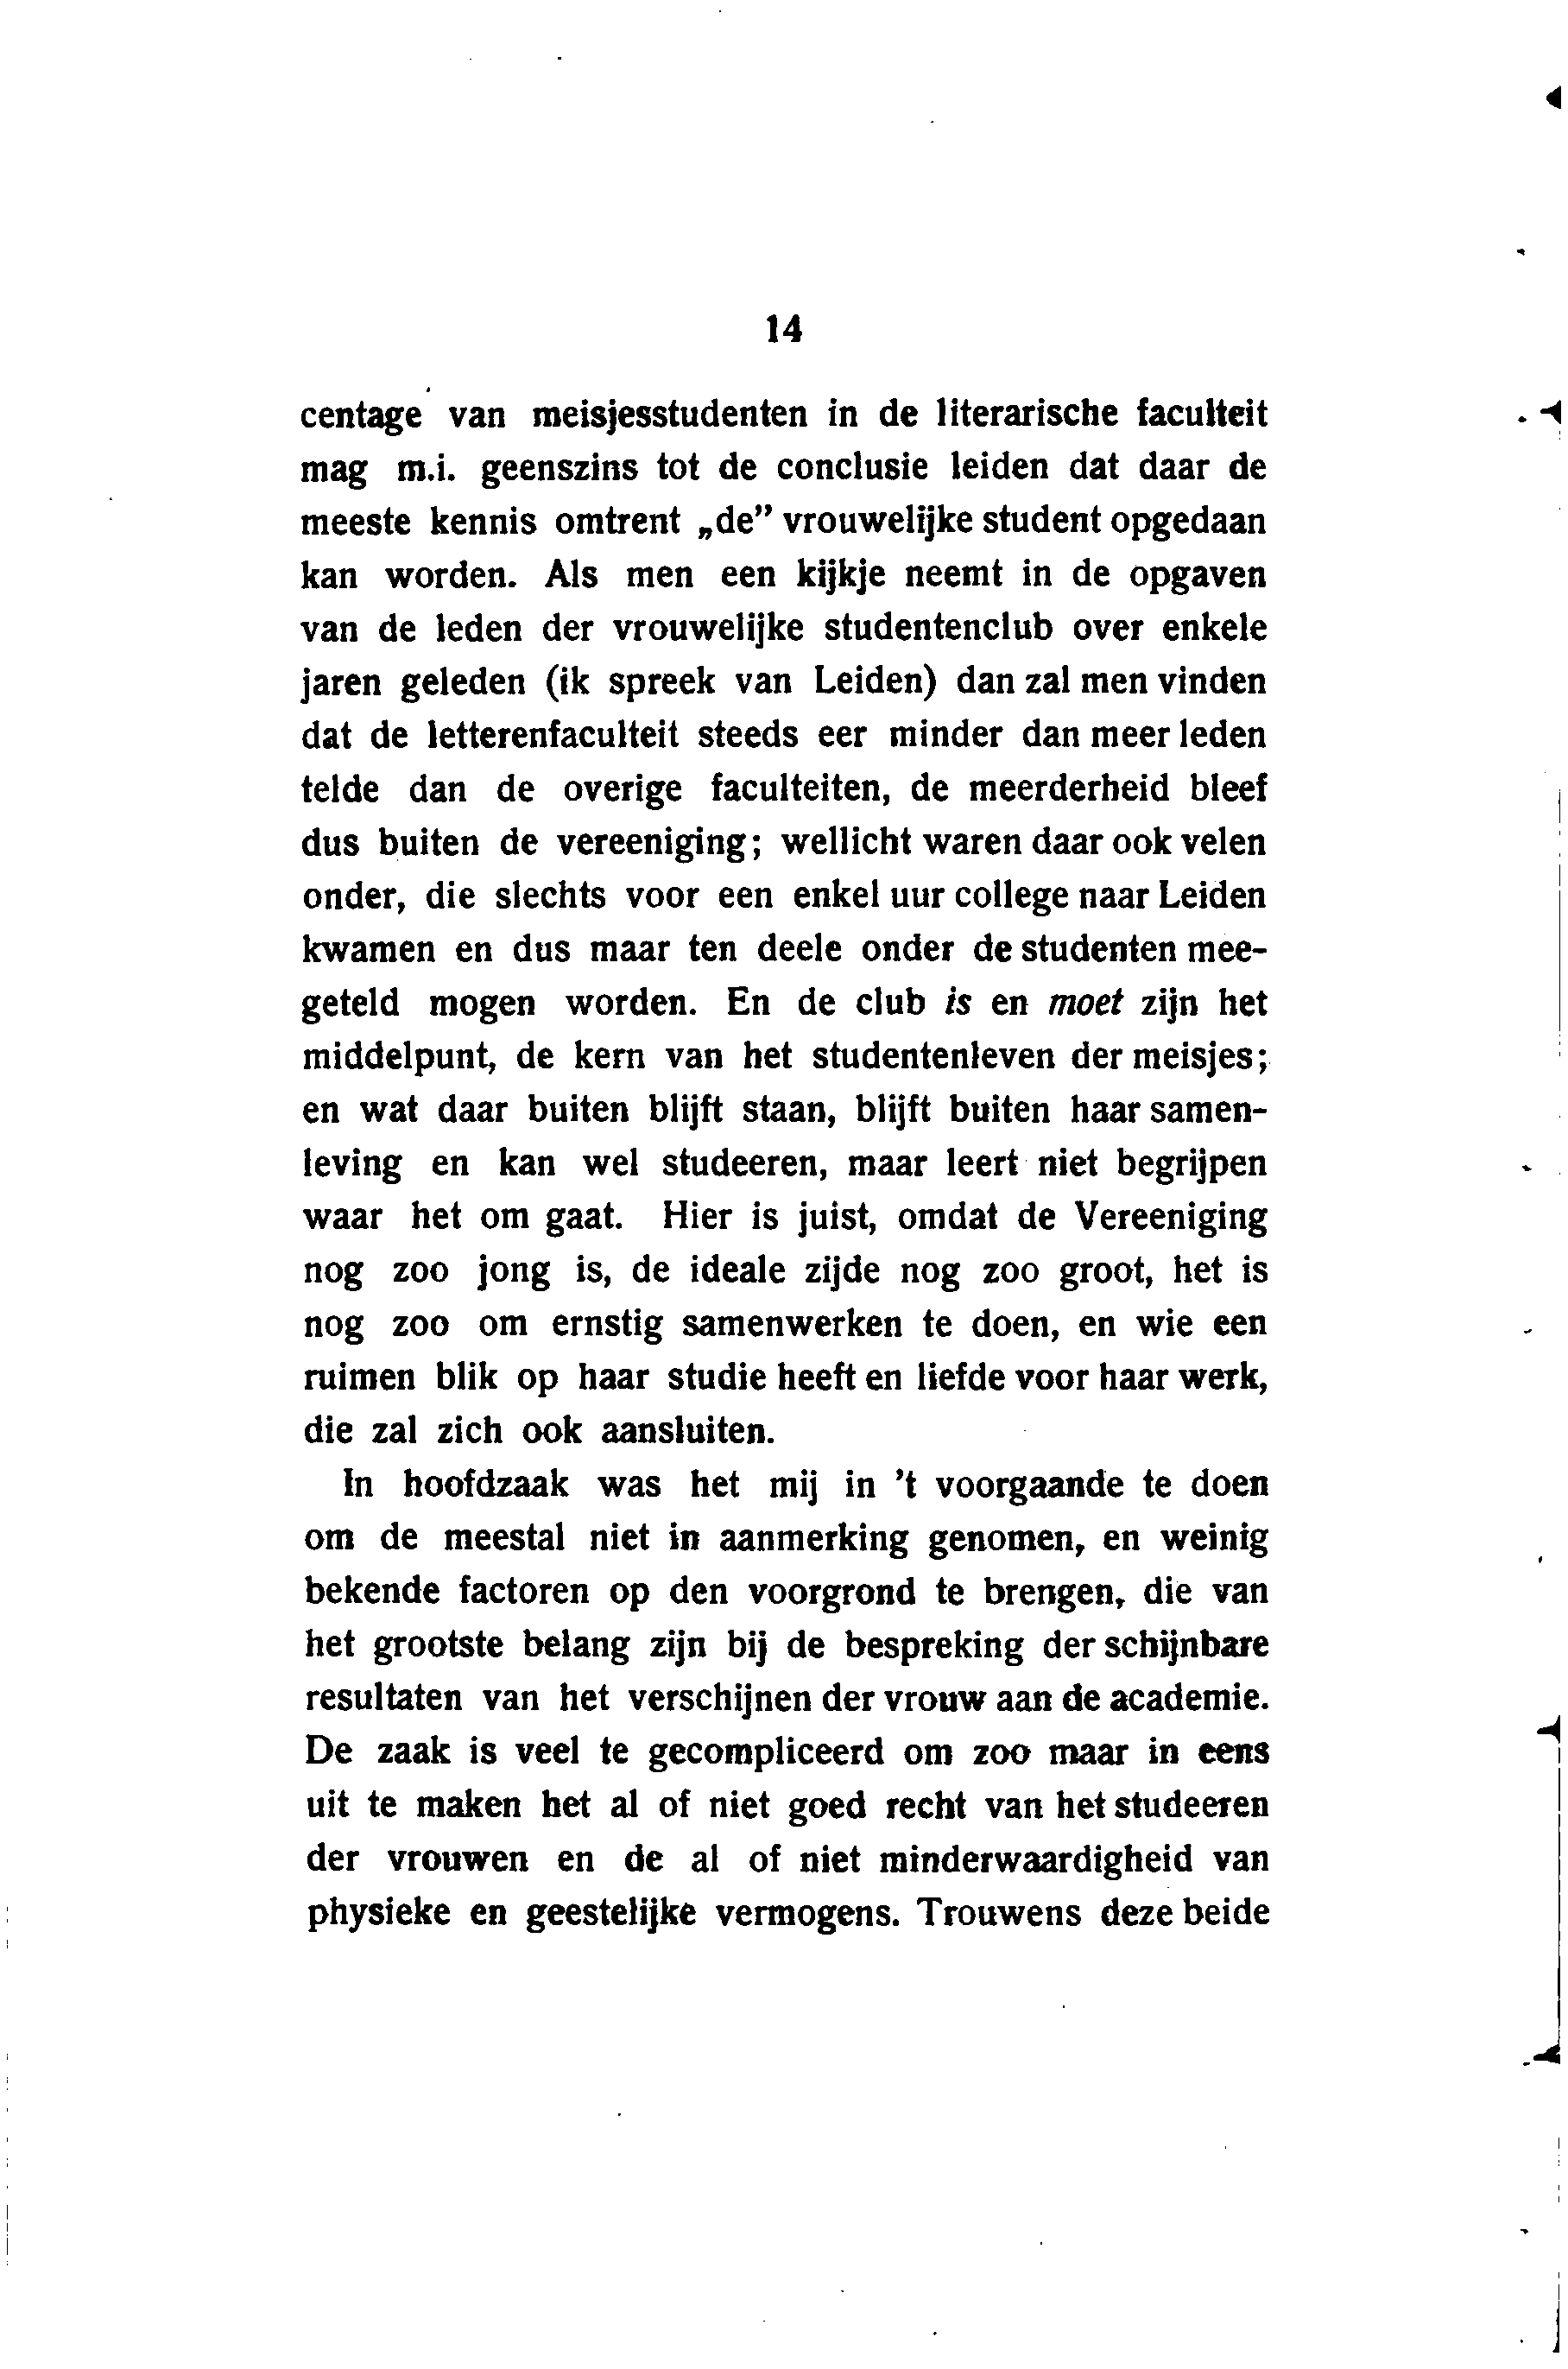 14
centage van meisjesstudenten in de literarische faculteit
mag m.i. geenszins tot de conclusie leiden dat daar de
meeste kennis omtrent „de” vrouwelijke student opgedaan
kan worden. Als men een kijkje neemt in de opgaven
van de leden der vrouwelijke studentenclub over enkele
jaren geleden (ik spreek van Leiden) dan zal men vinden
dat de letterenfaculteit steeds eer minder dan meer leden
telde dan de overige faculteiten, de meerderheid bleef
dus buiten de vereeniging; wellicht waren daar ook velen
onder, die slechts voor een enkel uur college naar Leiden
kwamen en dus maar ten deele onder de studenten mee-
geteld mogen worden. En de club is en moet zijn het
middelpunt, de kern van het studentenleven der meisjes;
en wat daar buiten blijft staan, blijft buiten haar samen-
leving en kan wel studeeren, maar leert niet begrijpen
waar het om gaat. Hier is juist, omdat de Vereeniging
nog zoo jong is, de ideale zijde nog zoo groot, het is
nog zoo om ernstig samenwerken te doen, en wie een
ruimen blik op haar studie heeft en liefde voor haar werk,
die zal zich ook aansluiten.
In hoofdzaak was het mij in 't voorgaande te doen
om de meestal niet in aanmerking genomen, en weinig
bekende factoren op den voorgrond te brengen, die van
het grootste belang zijn bij de bespreking der schijnbare
resultaten van het verschijnen der vrouw aan de academie.
De zaak is veel te gecompliceerd om zoo maar in eens
uit te maken het al of niet goed recht van het studeeren
der vrouwen en de al of niet minderwaardigheid van
physieke en geestelijke vermogens. Trouwens deze beide